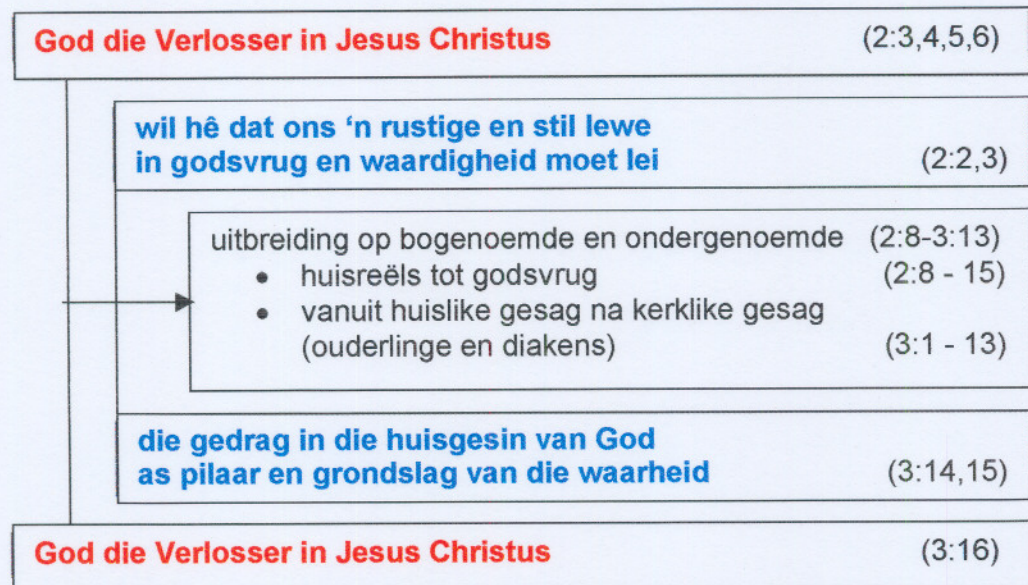 God die Verlosser in Jesus Christus (2:3,4,5,6)
wil hê dat ons ‘n rustige en stil lewe
in godsvrug en waardigheid moet lei (2:2,3)
uitbreiding op bogenoemde en ondergenoemde (2:8-3:13)
• huisreëls tot godsvrug (2:8 - 15)
• vanuit huislike gesag na kerklike gesag
(ouderlinge en diakens) (3:1 - 13)
die gedrag in die huisgesin van God
as pilaar en grondslag van die waarheid (3:14,15)
God die Verlosser in Jesus Christus (3:16)